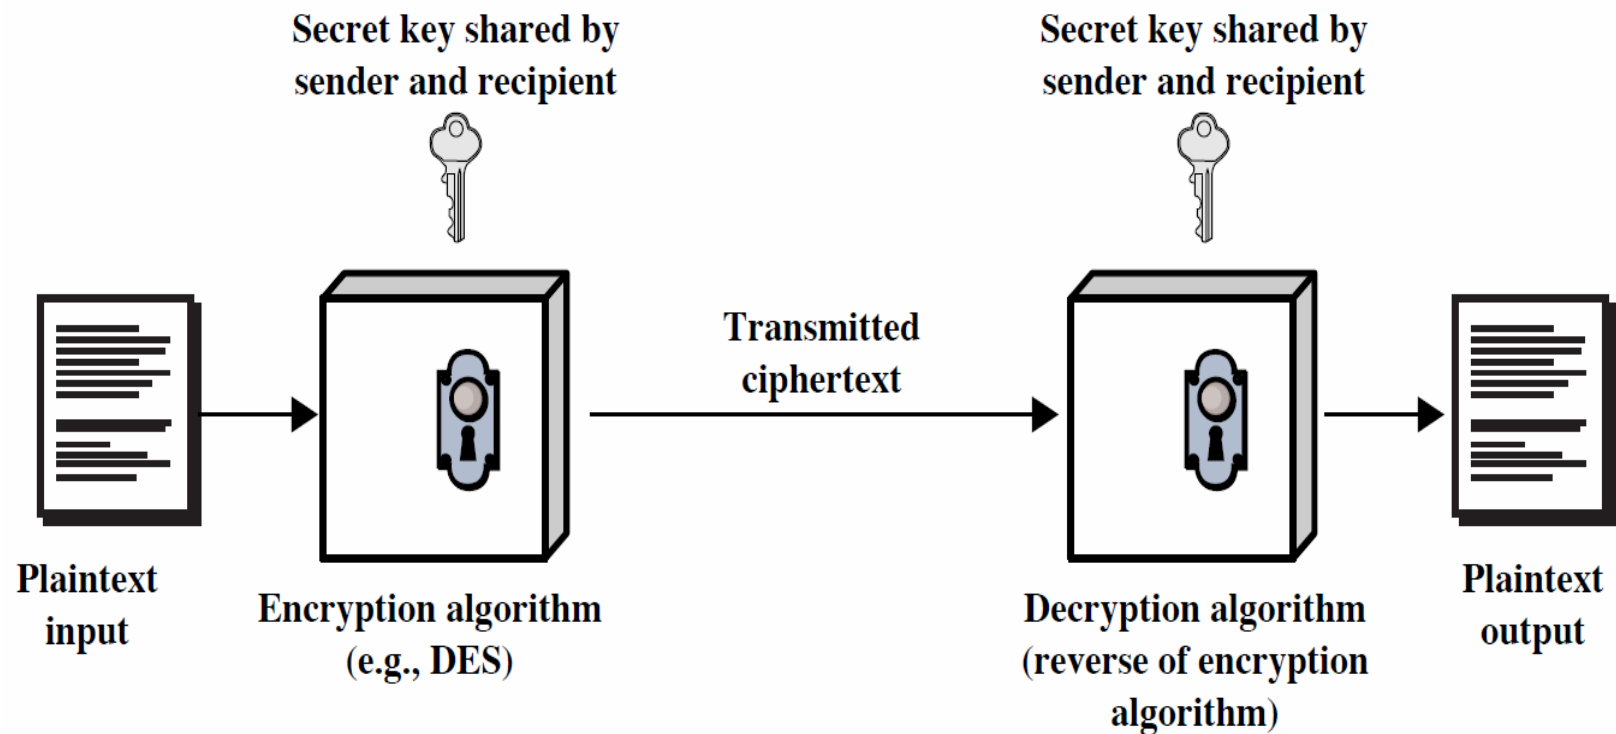 Secret key shared by
sender and recipient
Secret key shared by
sender and recipient
Transmitted
ciphertext
Plaintext
input
Encryption algorithm
(e.g., DES)
Decryption algorithm
(reverse of encryption
algorithm)
Plaintext
output